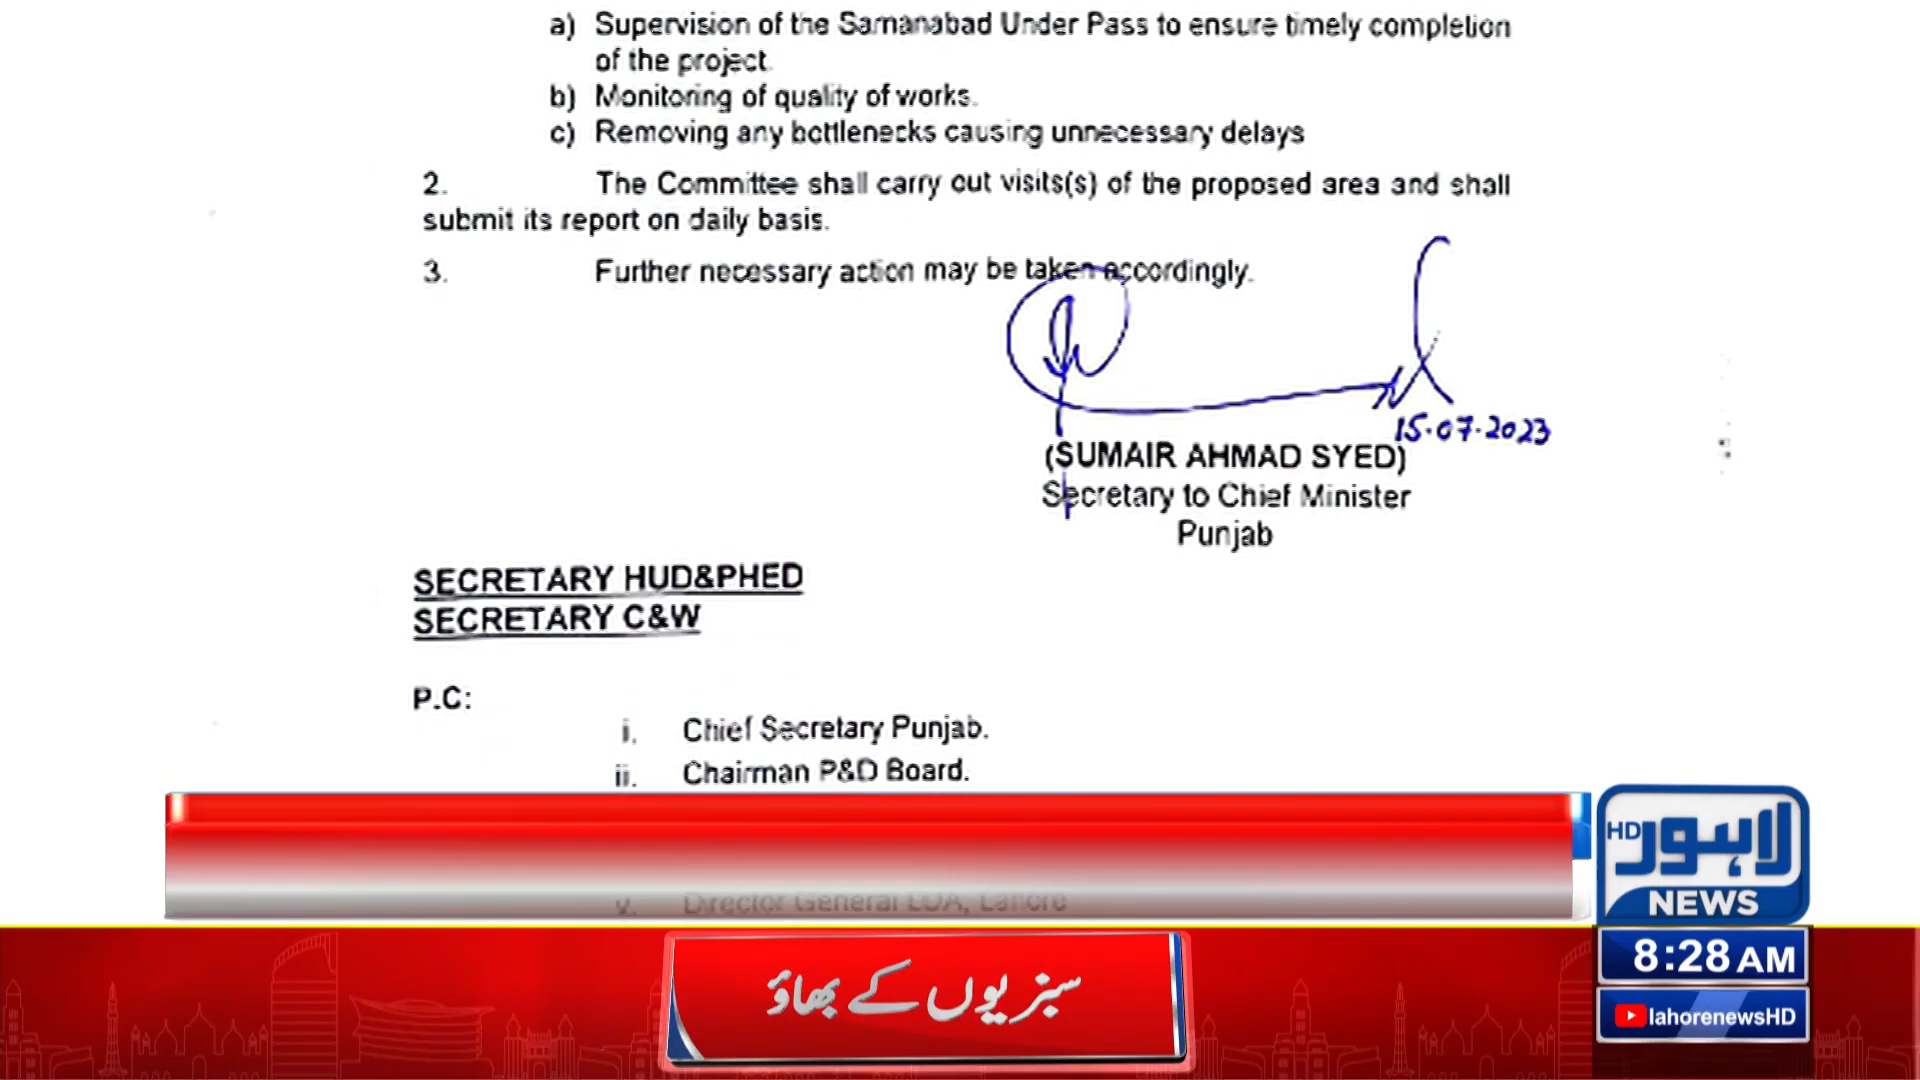 a) Supervision of the Samanabad Under Pass to ensure timely completion
of the project.
b) Monitoring of quality of works.
c) Removing any bottlenecks causing unnecessary delays
2. The Committee shall carry out visits(s) of the proposed area and shall
submit its report on daily basis.
3. Further necessary action may be taken accordingly.
15.07.2023
(SUMAIR AHMAD SYED)
Secretary to Chief Minister
Punjab
SECRETARY HUD&PHED
SECRETARY C&W
P.C:
i. Chief Secretary Punjab.
ii. Chairman P&D Board.
v. Director General LDA, Lahore
HD لاہور
NEWS
8:28 AM
lahorenewsHD
سبزیوں کے بھاؤ